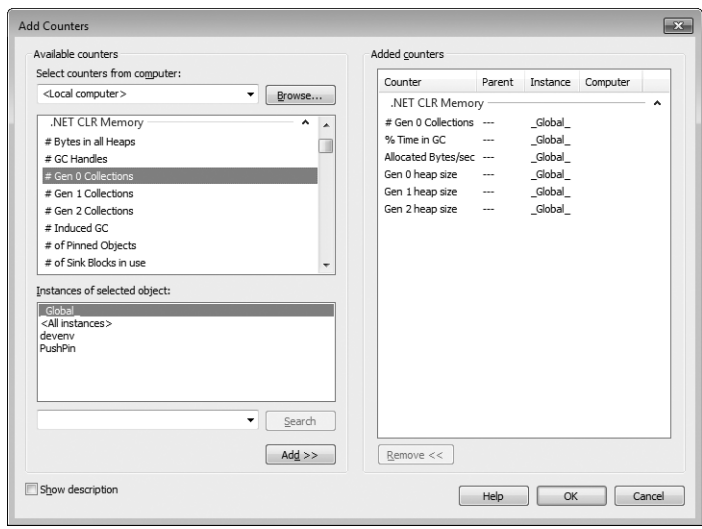 Add Counters
Available counters
Select counters from computer:
<Local computer>
Browse...
.NET CLR Memory
# Bytes in all Heaps
# GC Handles
# Gen 0 Collections
# Gen 1 Collections
# Gen 2 Collections
# Induced GC
# of Pinned Objects
# of Sink Blocks in use
Instances of selected object:
_Global_
<All instances>
devenv
PushPin
Search
Add >>
Show description
Added counters
Counter Parent Instance Computer
.NET CLR Memory
# Gen 0 Collections --- _Global_
% Time in GC --- _Global_
Allocated Bytes/sec --- _Global_
Gen 0 heap size --- _Global_
Gen 1 heap size --- _Global_
Gen 2 heap size --- _Global_
Remove <<
Help OK Cancel